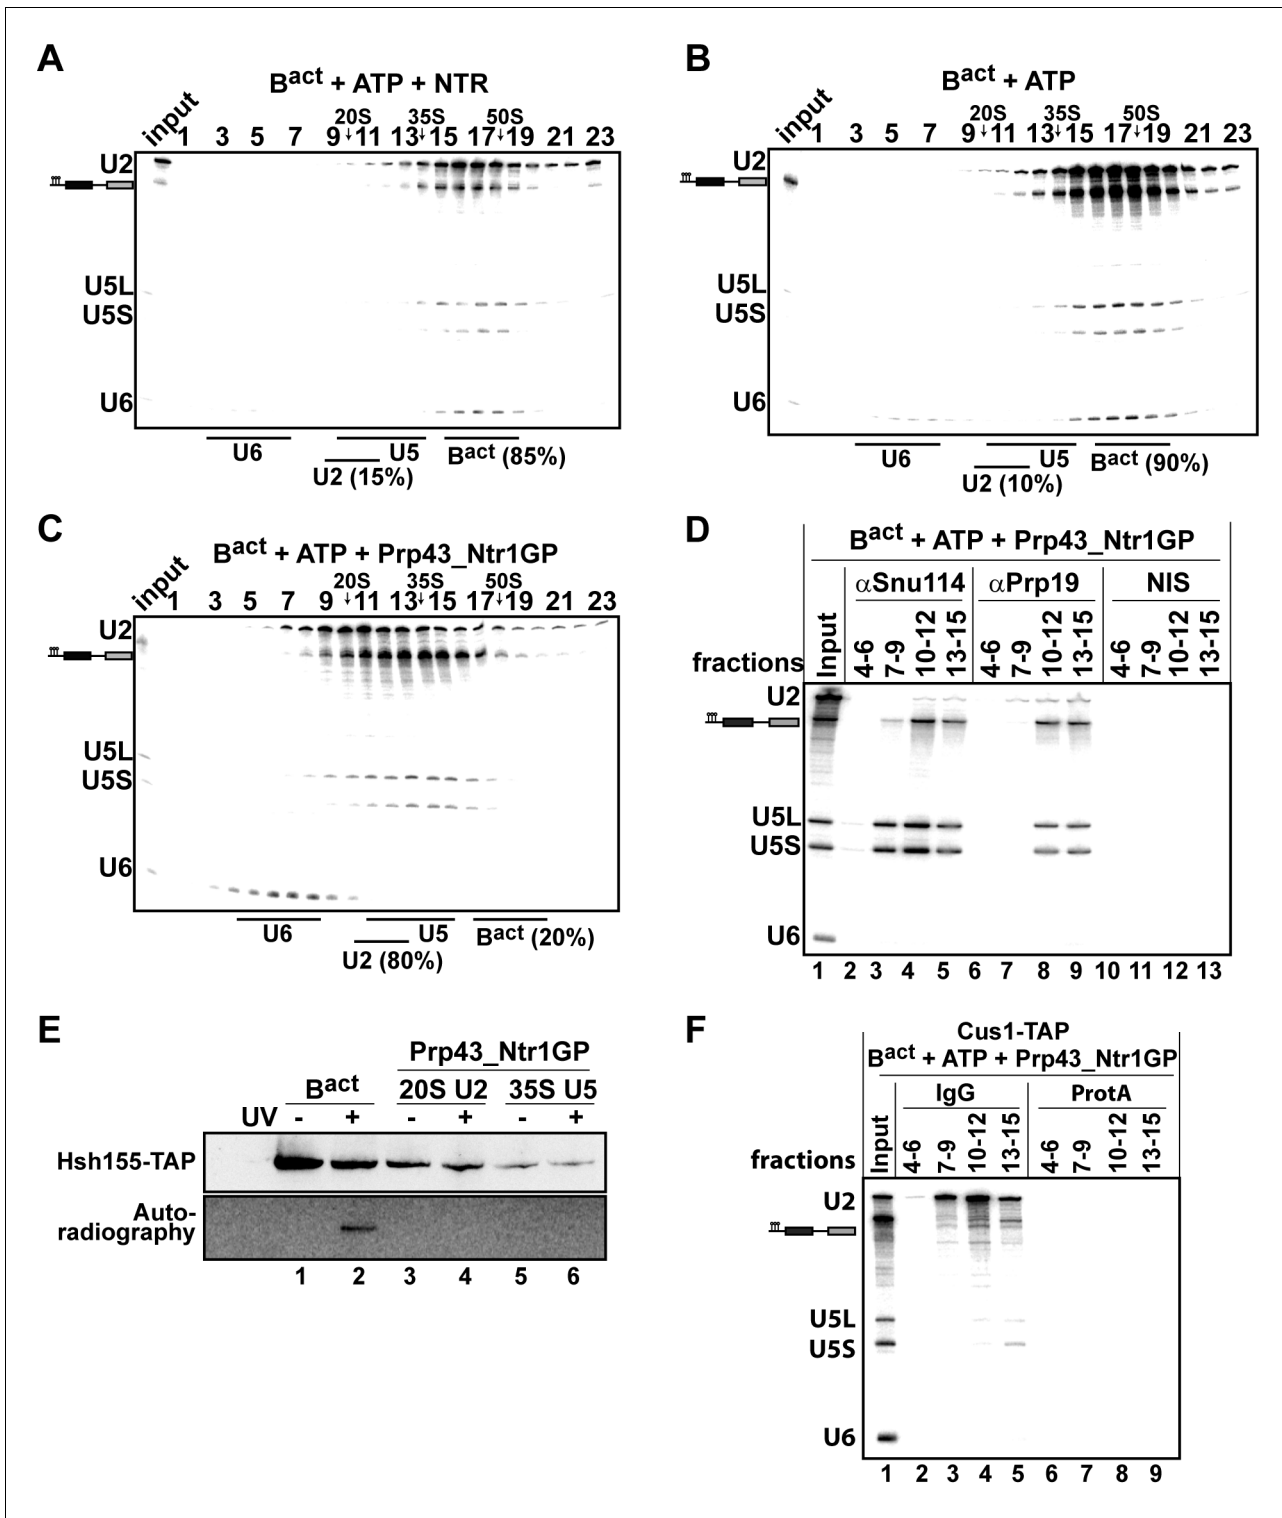 A
Bact + ATP + NTR
20S 35S 50S
input 1 3 5 7 9 11 13 15 17 19 21 23
U2
U5L
U5S
U6
U6 U5 Bact (85%)
U2 (15%)
B
Bact + ATP
20S 35S 50S
input 1 3 5 7 9 11 13 15 17 19 21 23
U2
U5L
U5S
U6
U6 U5 Bact (90%)
U2 (10%)
C
Bact + ATP + Prp43_Ntr1GP
20S 35S 50S
input 1 3 5 7 9 11 13 15 17 19 21 23
U2
U5L
U5S
U6
U6 U5 Bact (20%)
U2 (80%)
D
Bact + ATP + Prp43_Ntr1GP
αSnu114 αPrp19 NIS
fractions Input 4-6 7-9 10-12 13-15 4-6 7-9 10-12 13-15 4-6 7-9 10-12 13-15
U2
U5L
U5S
U6
1 2 3 4 5 6 7 8 9 10 11 12 13
E
Prp43_Ntr1GP
Bact 20S U2 35S U5
UV - + - + - +
Hsh155-TAP
Auto-
radiography
1 2 3 4 5 6
F
Cus1-TAP
Bact + ATP + Prp43_Ntr1GP
IgG ProtA
fractions Input 4-6 7-9 10-12 13-15 4-6 7-9 10-12 13-15
U2
U5L
U5S
U6
1 2 3 4 5 6 7 8 9